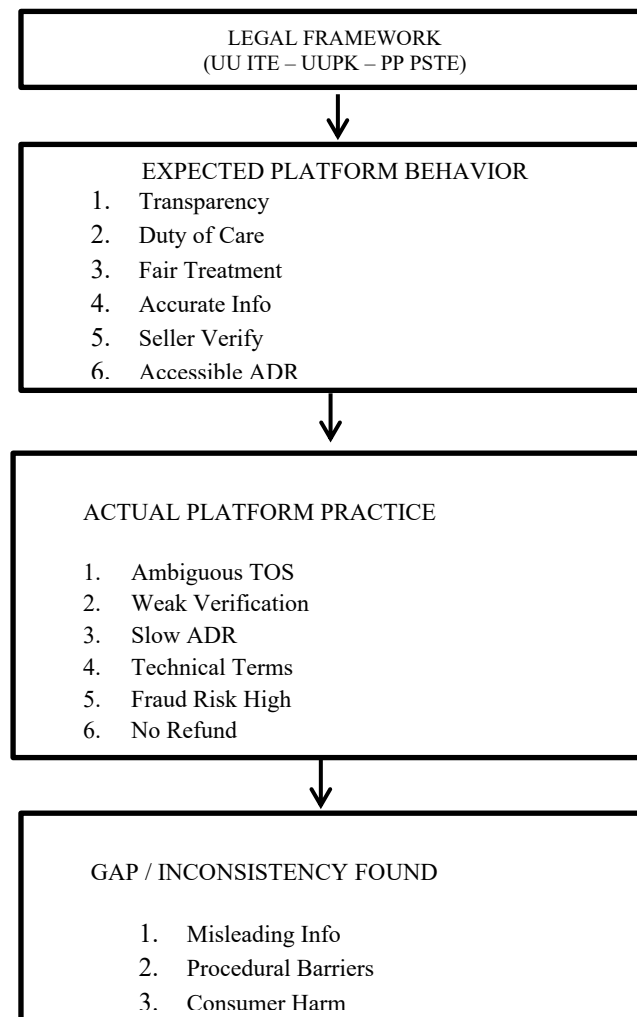 LEGAL FRAMEWORK
(UU ITE – UUPK – PP PSTE)
EXPECTED PLATFORM BEHAVIOR
1. Transparency
2. Duty of Care
3. Fair Treatment
4. Accurate Info
5. Seller Verify
6. Accessible ADR
ACTUAL PLATFORM PRACTICE
1. Ambiguous TOS
2. Weak Verification
3. Slow ADR
4. Technical Terms
5. Fraud Risk High
6. No Refund
GAP / INCONSISTENCY FOUND
1. Misleading Info
2. Procedural Barriers
3. Consumer Harm